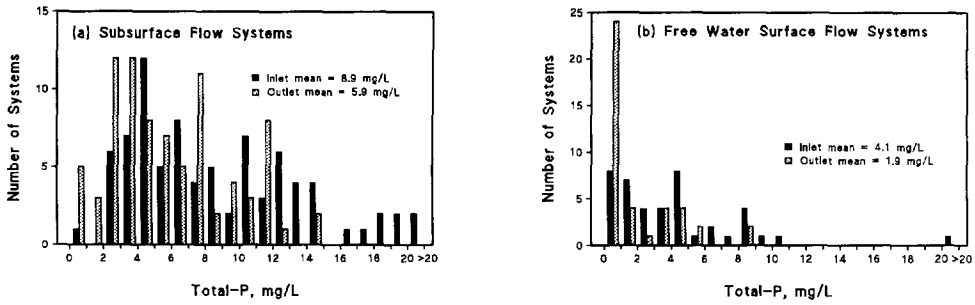 (a) Subsurface Flow Systems
Inlet mean = 8.9 mg/L
Outlet mean = 5.9 mg/L
Number of Systems
15
10
5
0
0 2 4 6 8 10 12 14 16 18 20 >20
Total-P, mg/L
(b) Free Water Surface Flow Systems
Inlet mean = 4.1 mg/L
Outlet mean = 1.9 mg/L
Number of Systems
25
20
15
10
5
0
0 2 4 6 8 10 12 14 16 18 20 >20
Total-P, mg/L